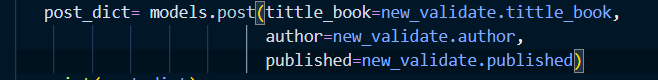 post_dict= models.post(tittle_book=new_validate.tittle_book,
author=new_validate.author,
published=new_validate.published)